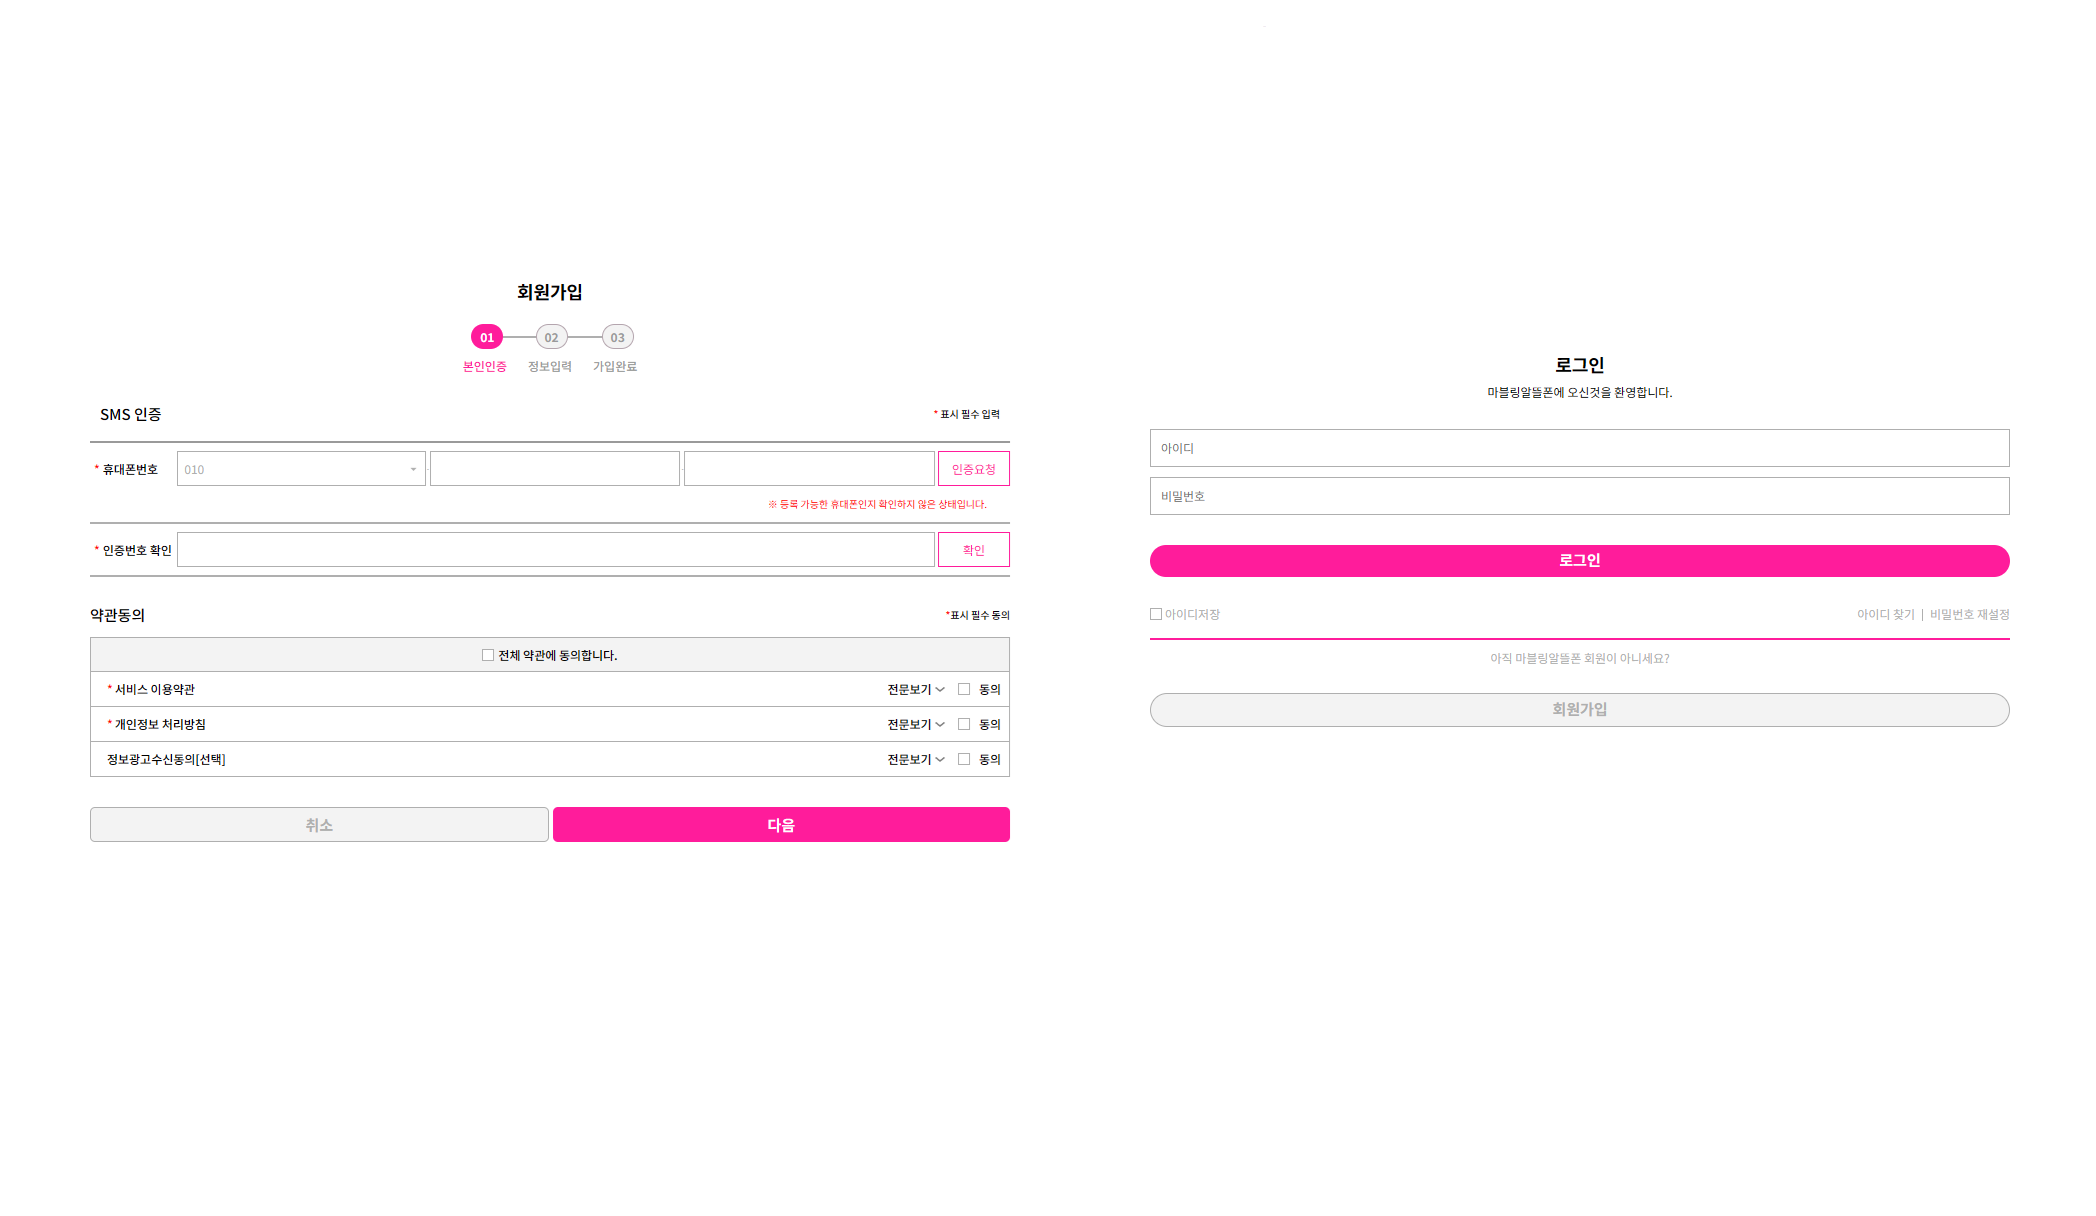 회원가입
01 02 03
본인인증 정보입력 가입완료
SMS 인증 * 표시 필수 입력
* 휴대폰번호 010 - - 인증요청
※ 등록 가능한 휴대폰인지 확인하지 않은 상태입니다.
* 인증번호 확인 확인
약관동의 *표시 필수 동의
전체 약관에 동의합니다.
* 서비스 이용약관 전문보기 동의
* 개인정보 처리방침 전문보기 동의
정보광고수신동의[선택] 전문보기 동의
취소 다음
로그인
마블링알뜰폰에 오신것을 환영합니다.
아이디
비밀번호
로그인
아이디저장 아이디 찾기 | 비밀번호 재설정
아직 마블링알뜰폰 회원이 아니세요?
회원가입